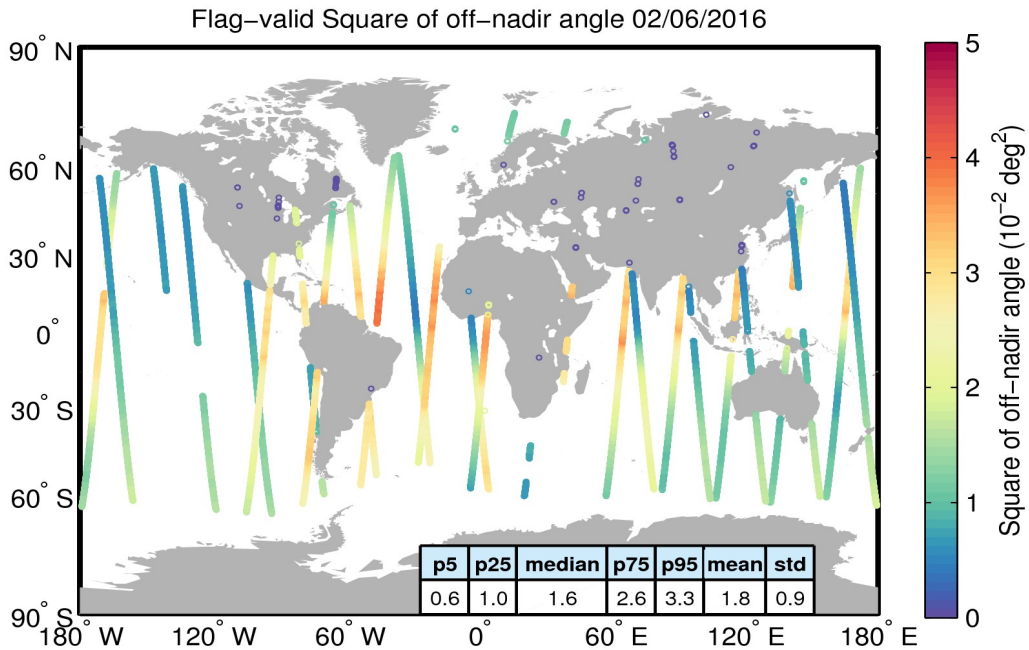 Flag−valid Square of off−nadir angle 02/06/2016
90° N
60° N
30° N
0°
30° S
60° S
90° S
180° W
120° W
60° W
0°
60° E
120° E
180° E
p5 p25 median p75 p95 mean std
0.6 1.0 1.6 2.6 3.3 1.8 0.9
5
4
3
2
1
0
Square of off−nadir angle (10⁻² deg²)